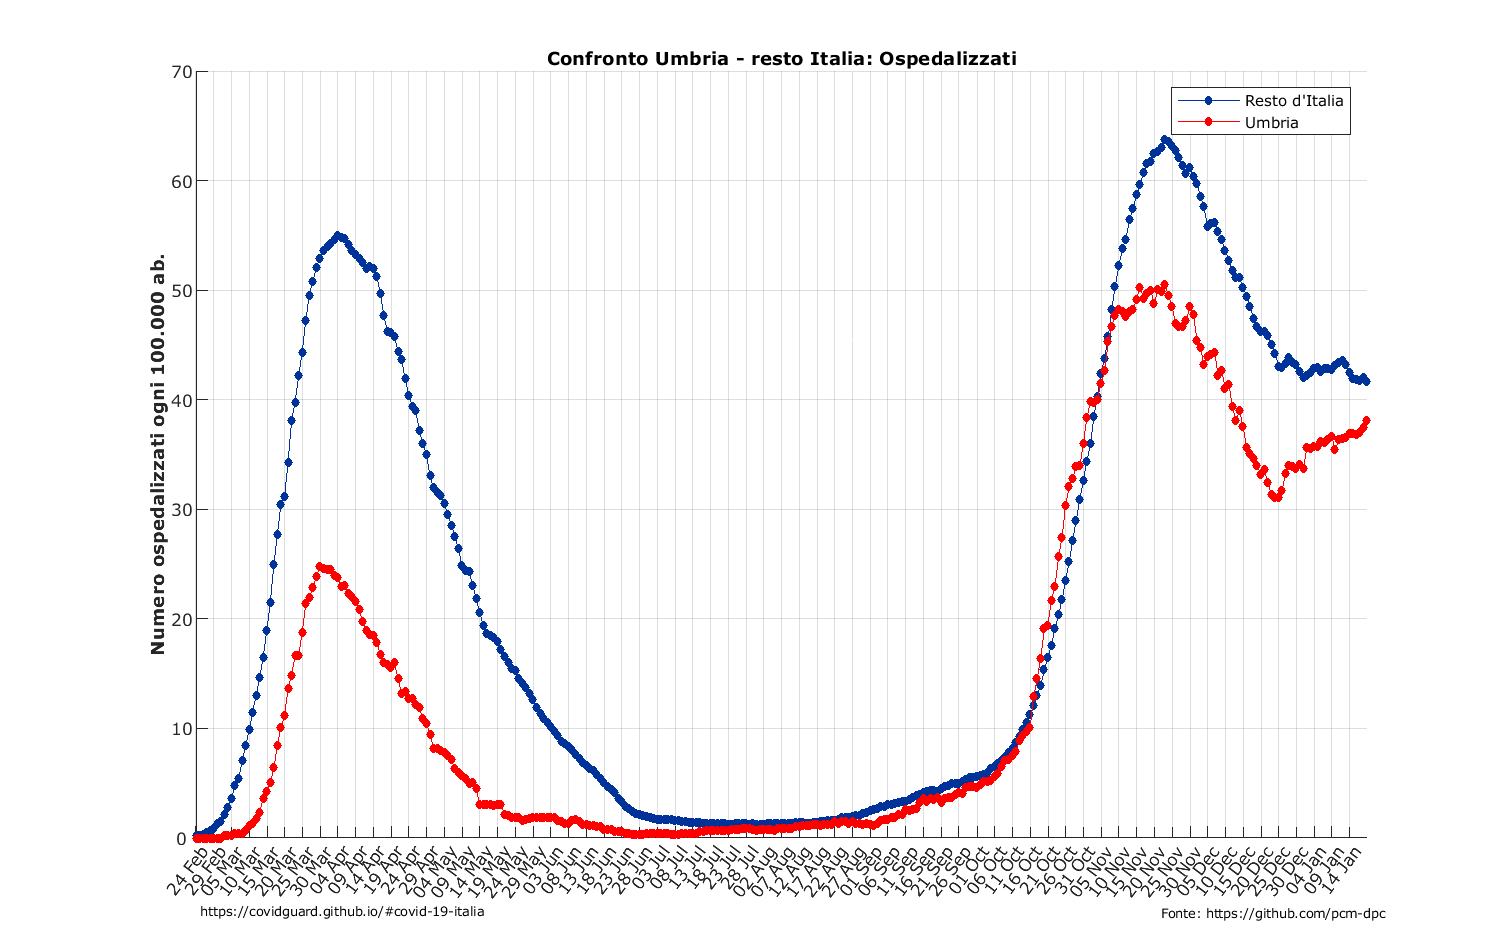 Confronto Umbria - resto Italia: Ospedalizzati
Resto d'Italia
Umbria
Numero ospedalizzati ogni 100.000 ab.
70
60
50
40
30
20
10
0
24 Feb
29 Feb
05 Mar
10 Mar
15 Mar
20 Mar
25 Mar
30 Mar
04 Apr
09 Apr
14 Apr
19 Apr
24 Apr
29 Apr
04 May
09 May
14 May
19 May
24 May
29 May
03 Jun
08 Jun
13 Jun
18 Jun
23 Jun
28 Jun
03 Jul
08 Jul
13 Jul
18 Jul
23 Jul
28 Jul
02 Aug
07 Aug
12 Aug
17 Aug
22 Aug
27 Aug
01 Sep
06 Sep
11 Sep
16 Sep
21 Sep
26 Sep
01 Oct
06 Oct
11 Oct
16 Oct
21 Oct
26 Oct
31 Oct
05 Nov
10 Nov
15 Nov
20 Nov
25 Nov
30 Nov
05 Dec
10 Dec
15 Dec
20 Dec
25 Dec
30 Dec
04 Jan
09 Jan
14 Jan
https://covidguard.github.io/#covid-19-italia
Fonte: https://github.com/pcm-dpc